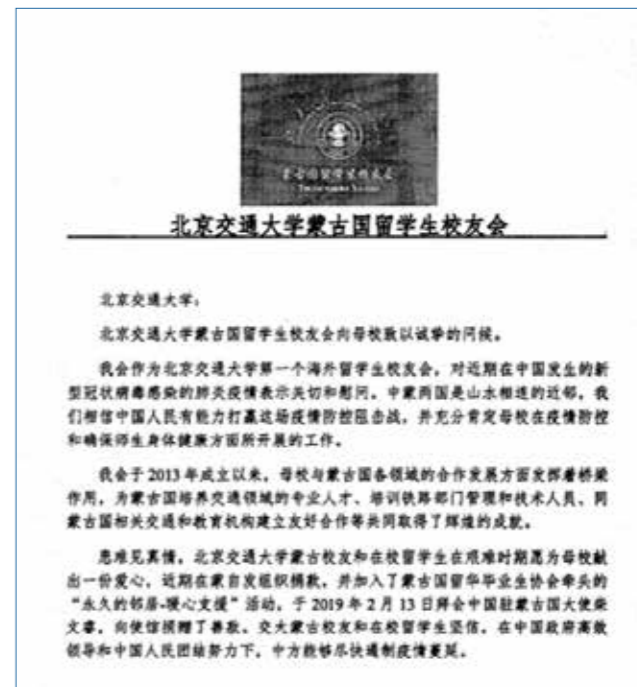 蒙古国留学生校友会
北京交通大学蒙古国留学生校友会
北京交通大学：
北京交通大学蒙古国留学生校友会向母校致以诚挚的问候。
我会作为北京交通大学第一个海外留学生校友会，对近期在中国发生的新
型冠状病毒感染的肺炎疫情表示关切和慰问。中蒙两国是山水相连的近邻，我
们相信中国人民有能力打赢这场疫情防控阻击战，并充分肯定母校在疫情防控
和确保师生身体健康方面所开展的工作。
我会于 2013 年成立以来，母校与蒙古国各领域的合作发展方面发挥着桥梁
作用，为蒙古国培养交通领域的专业人才、培训铁路部门管理和技术人员、同
蒙古国相关交通和教育机构建立友好合作等共同取得了辉煌的成就。
患难见真情，北京交通大学蒙古校友和在校留学生在艰难时期愿为母校献
出一份爱心，近期在蒙自发组织捐款，并加入了蒙古国留华毕业生协会牵头的
“永久的邻居-暖心支援”活动，于 2019 年 2 月 13 日拜会中国驻蒙古国大使柴
文睿，向使馆捐赠了善款。交大蒙古校友和在校留学生坚信，在中国政府高效
领导和中国人民团结努力下，中方能够尽快遏制疫情蔓延。